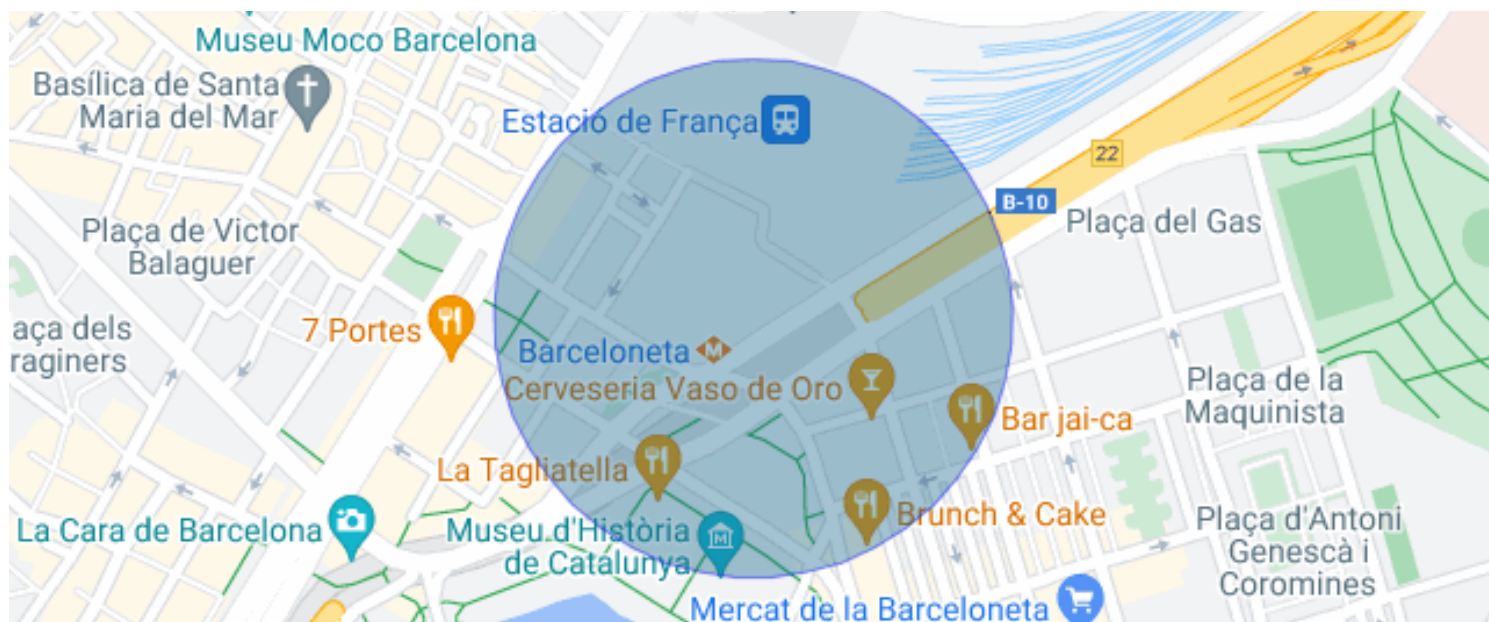 Museu Moco Barcelona
Basílica de Santa
Maria del Mar
Estació de França
22
B-10
Plaça de Victor
Balaguer
Plaça del Gas
7 Portes
aça dels
raginers
Barceloneta
M
Cerveseria Vaso de Oro
Plaça de la
Maquinista
Bar jai-ca
La Tagliatella
La Cara de Barcelona
Museu d'Història
de Catalunya
M
Brunch & Cake
Plaça d'Antoni
Genescà i
Coromines
Mercat de la Barceloneta